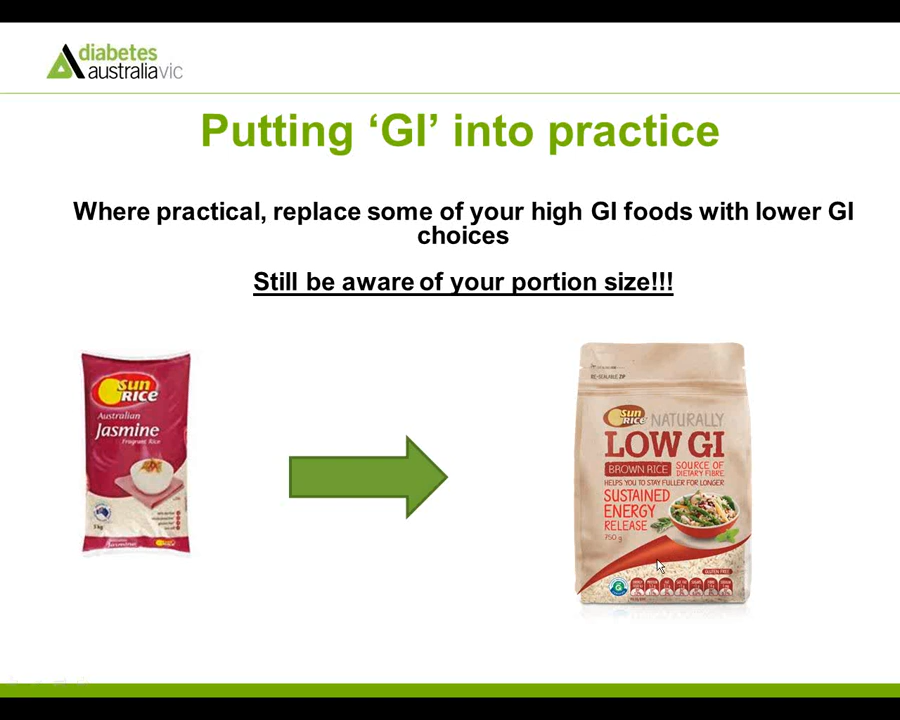 diabetes
australiavic
Putting ‘GI’ into practice
Where practical, replace some of your high GI foods with lower GI
choices
Still be aware of your portion size!!!
Sun
RICE
Australian
Jasmine
Fragrant Rice
Jasmine
RE-SEALABLE ZIP
Sun
RICE
NATURALLY
LOW GI
BROWN RICE
SOURCE OF
DIETARY FIBRE
HELPS YOU TO STAY FULLER FOR LONGER
SUSTAINED
ENERGY
RELEASE
750 g
GLUTEN FREE